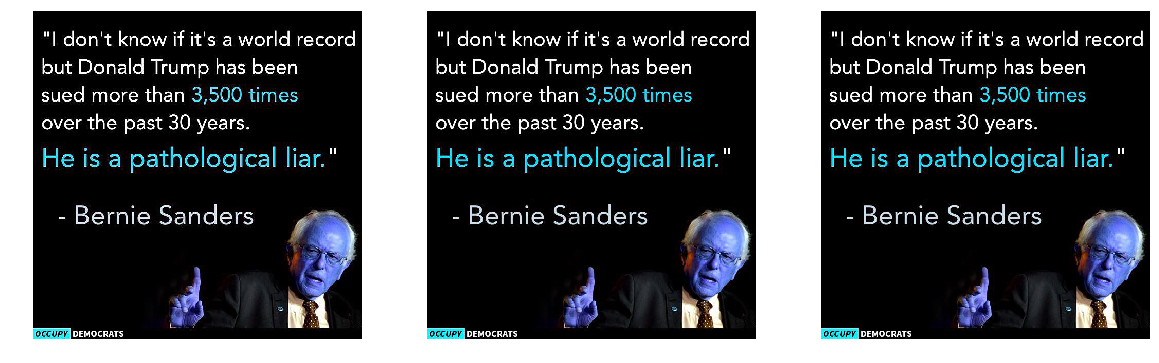 "I don't know if it's a world record
but Donald Trump has been
sued more than 3,500 times
over the past 30 years.
He is a pathological liar."
- Bernie Sanders
OCCUPY DEMOCRATS
"I don't know if it's a world record
but Donald Trump has been
sued more than 3,500 times
over the past 30 years.
He is a pathological liar."
- Bernie Sanders
OCCUPY DEMOCRATS
"I don't know if it's a world record
but Donald Trump has been
sued more than 3,500 times
over the past 30 years.
He is a pathological liar."
- Bernie Sanders
OCCUPY DEMOCRATS